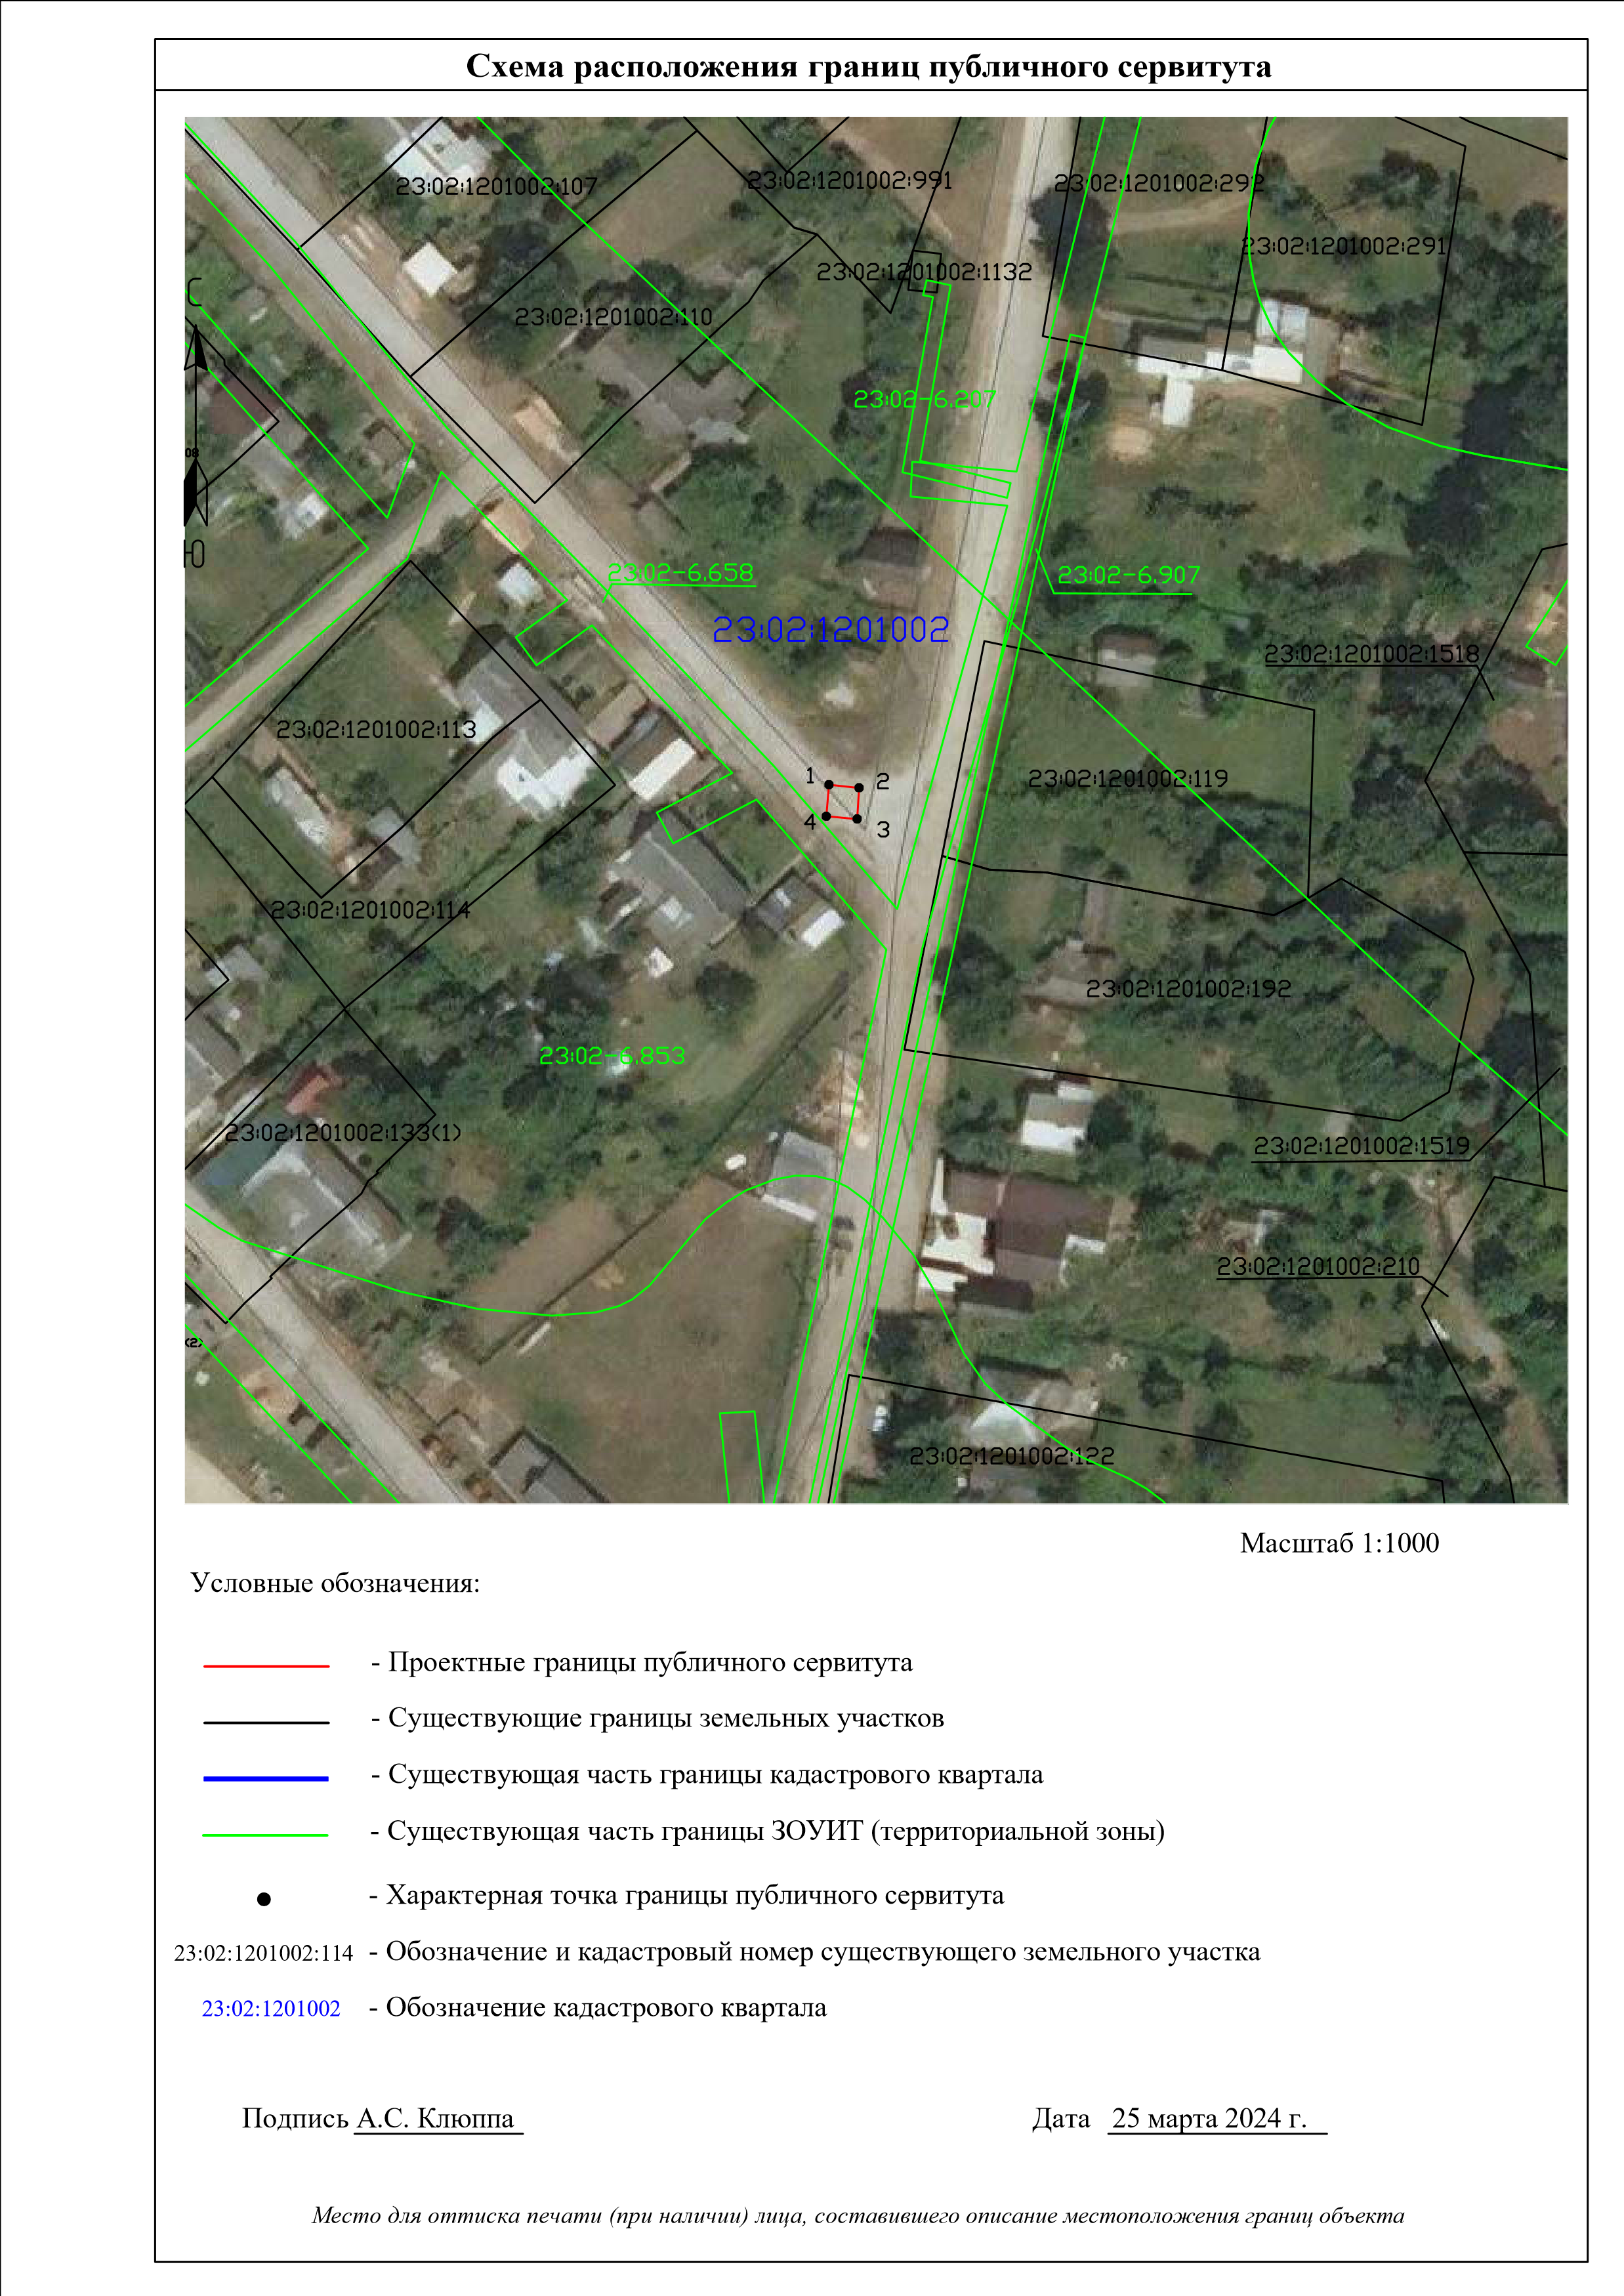 Схема расположения границ публичного сервитута
23:02:1201002:107
23:02:1201002:991
23:02:1201002:292
23:02:1201002:291
23:02:1201002:1132
С
23:02:1201002:110
23:02-6.207
08
Ю
23:02-6.658
23:02-6.907
23:02:1201002
23:02:1201002:1518
23:02:1201002:113
1
2
23:02:1201002:119
4
3
23:02:1201002:114
23:02:1201002:192
23:02-6.853
23:02:1201002:133(1)
23:02:1201002:1519
23:02:1201002:210
(2)
23:02:1201002:122
Масштаб 1:1000
Условные обозначения:
- Проектные границы публичного сервитута
- Существующие границы земельных участков
- Существующая часть границы кадастрового квартала
- Существующая часть границы ЗОУИТ (территориальной зоны)
- Характерная точка границы публичного сервитута
23:02:1201002:114 - Обозначение и кадастровый номер существующего земельного участка
23:02:1201002 - Обозначение кадастрового квартала
Подпись А.С. Клюппа Дата 25 марта 2024 г.
Место для оттиска печати (при наличии) лица, составившего описание местоположения границ объекта